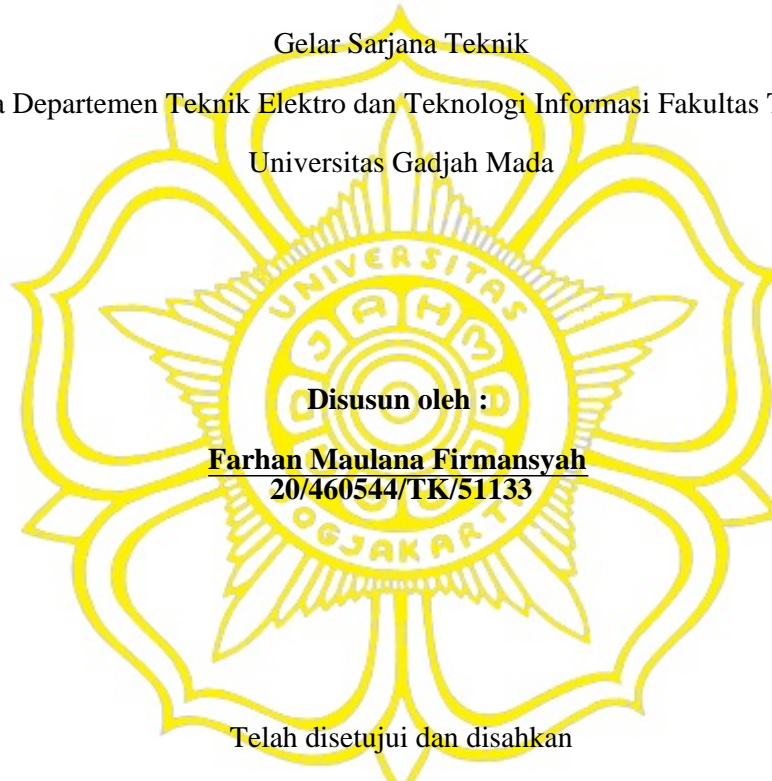 Gelar Sarjana Teknik
Departemen Teknik Elektro dan Teknologi Informasi Fakultas
Universitas Gadjah Mada
UNIVERSITAS
Disusun oleh :
Farhan Maulana Firmansyah
20/460544/TK/51133
Telah disetujui dan disahkan